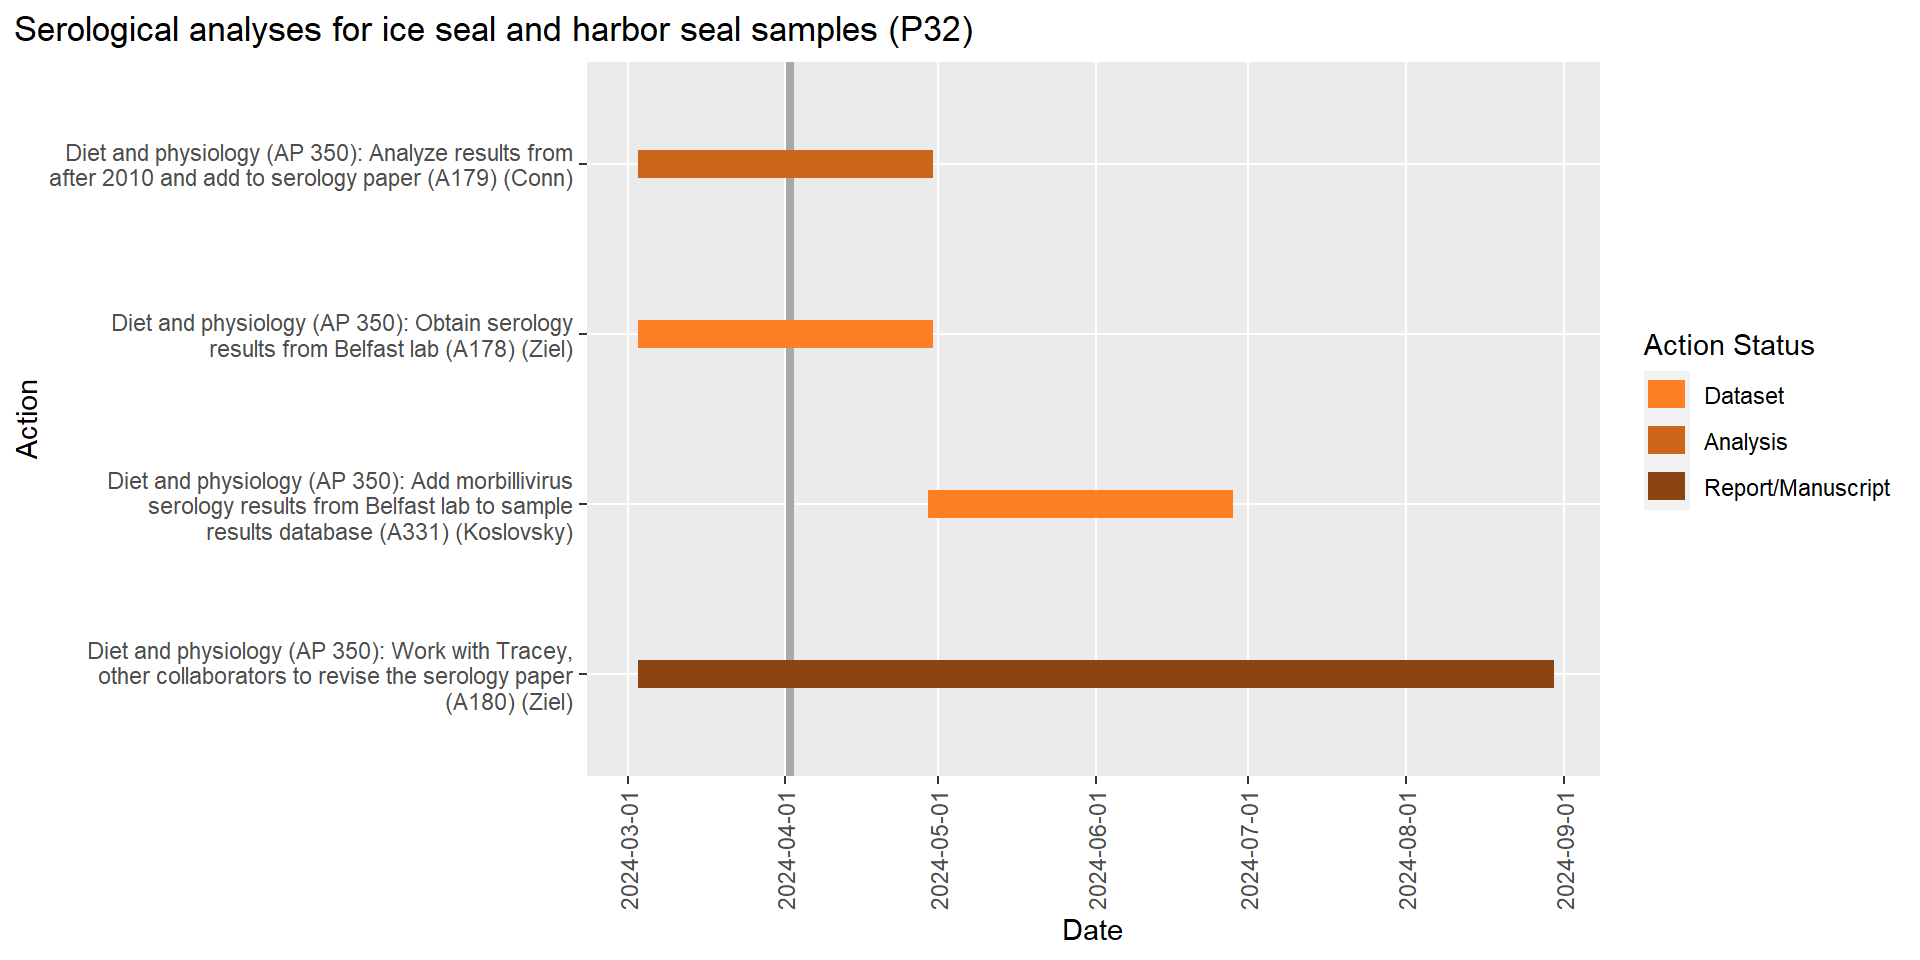 Serological analyses for ice seal and harbor seal samples (P32)
Diet and physiology (AP 350): Analyze results from
after 2010 and add to serology paper (A179) (Conn)
Diet and physiology (AP 350): Obtain serology
results from Belfast lab (A178) (Ziel)
Diet and physiology (AP 350): Add morbillivirus
serology results from Belfast lab to sample
results database (A331) (Koslovsky)
Diet and physiology (AP 350): Work with Tracey,
other collaborators to revise the serology paper
(A180) (Ziel)
Action
2024-03-01
2024-04-01
2024-05-01
2024-06-01
2024-07-01
2024-08-01
2024-09-01
Date
Action Status
Dataset
Analysis
Report/Manuscript